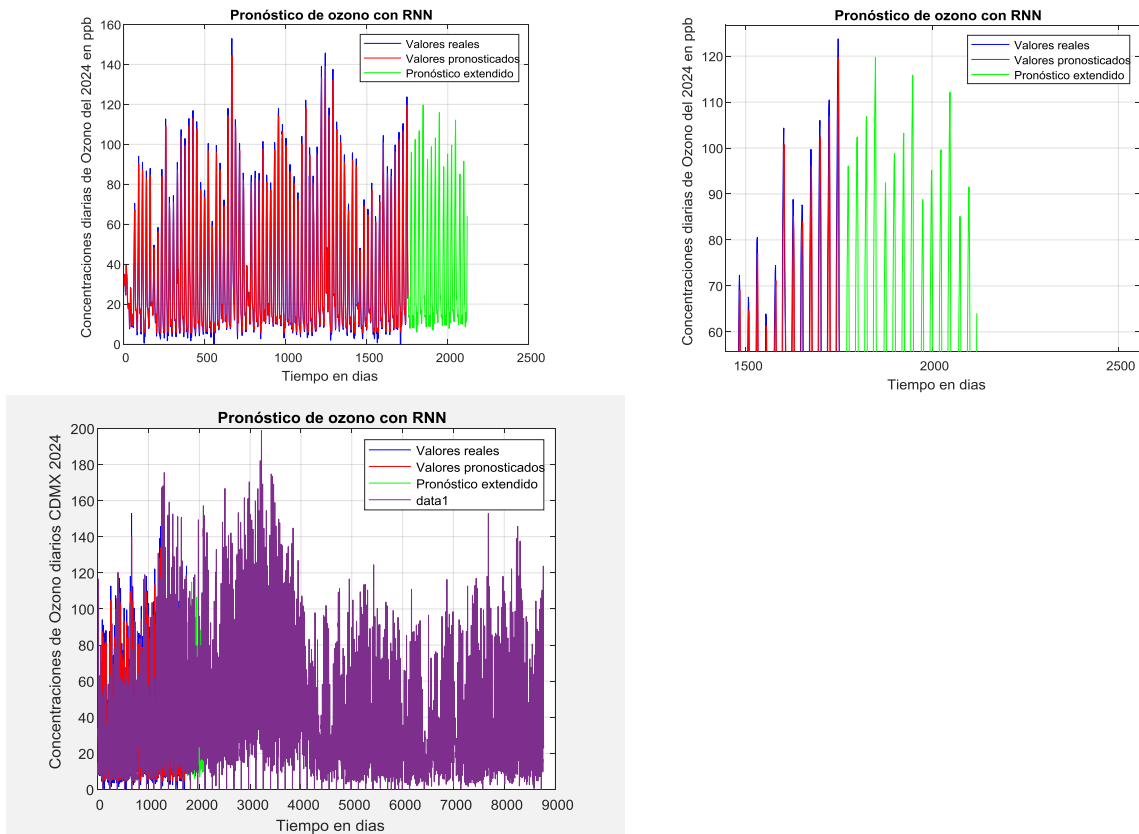 Pronóstico de ozono con RNN
Concentraciones diarias de Ozono del 2024 en ppb
160
140
120
100
80
60
40
20
0
Valores reales
Valores pronosticados
Pronóstico extendido
0 500 1000 1500 2000 2500
Tiempo en dias
Pronóstico de ozono con RNN
Concentraciones diarias de Ozono del 2024 en ppb
120
110
100
90
80
70
60
Valores reales
Valores pronosticados
Pronóstico extendido
1500 2000 2500
Tiempo en dias
Pronóstico de ozono con RNN
Concentraciones de Ozono diarios CDMX 2024
200
180
160
140
120
100
80
60
40
20
0
Valores reales
Valores pronosticados
Pronóstico extendido
data1
0 1000 2000 3000 4000 5000 6000 7000 8000 9000
Tiempo en dias